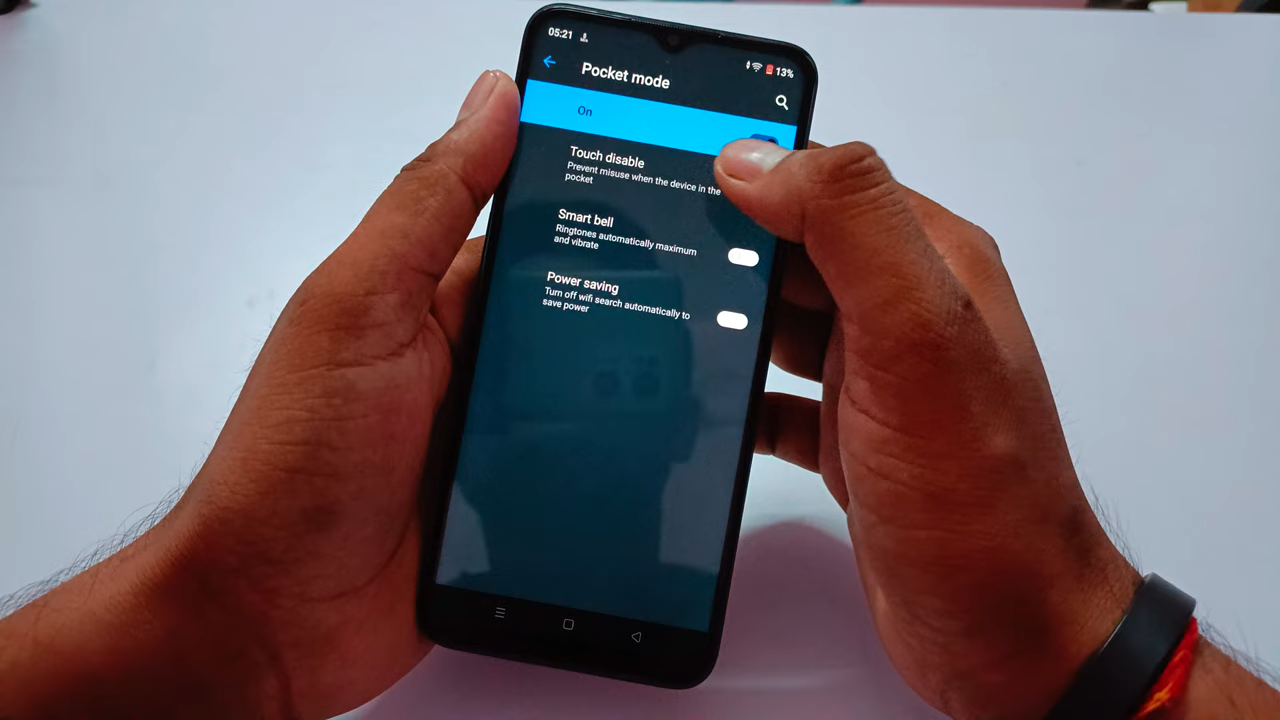 05:21
13%
Pocket mode
On
Touch disable
Prevent misuse when the device in the
pocket
Smart bell
Ringtones automatically maximum
and vibrate
Power saving
Turn off wifi search automatically to
save power